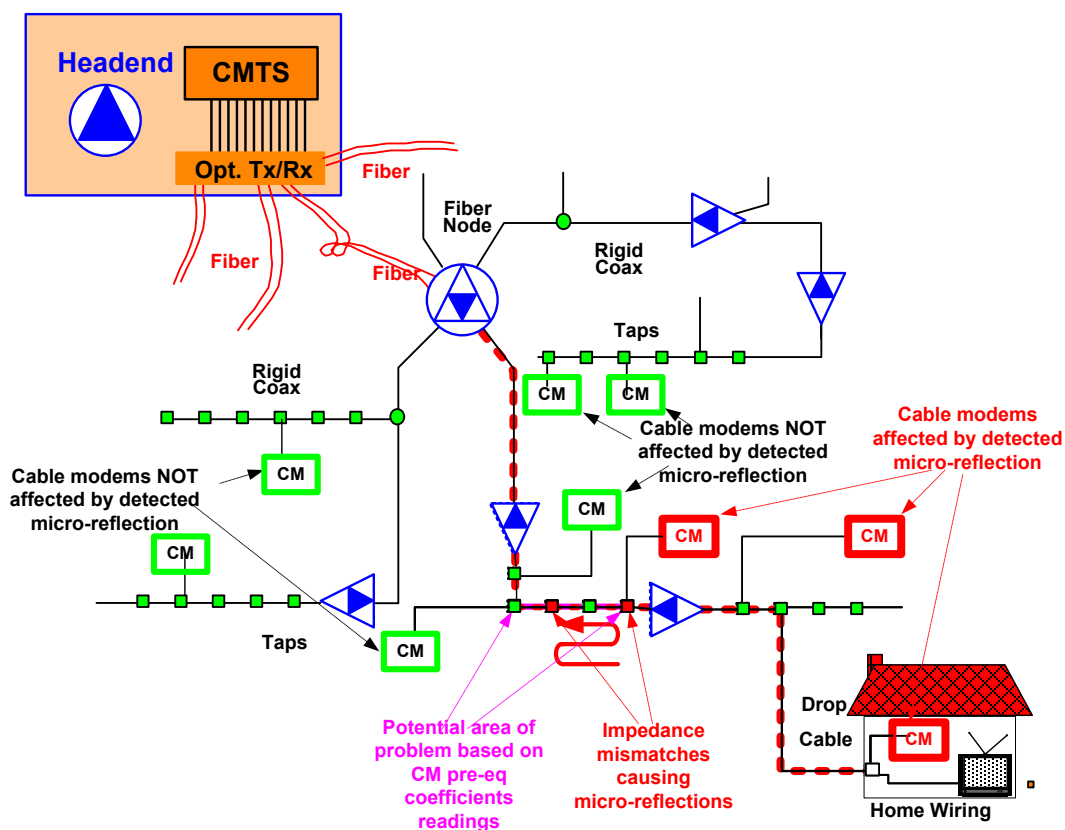 Headend
CMTS
Opt. Tx/Rx
Fiber
Fiber
Fiber
Fiber
Node
Rigid
Coax
Taps
CM
CM
Rigid
Coax
Cable modems NOT
affected by detected
micro-reflection
Cable modems
affected by detected
micro-reflection
Cable modems NOT
affected by detected
micro-reflection
CM
CM
CM
CM
CM
CM
Taps
Potential area of
problem based on
CM pre-eq
coefficients
readings
Impedance
mismatches
causing
micro-reflections
Drop
Cable
CM
Home Wiring